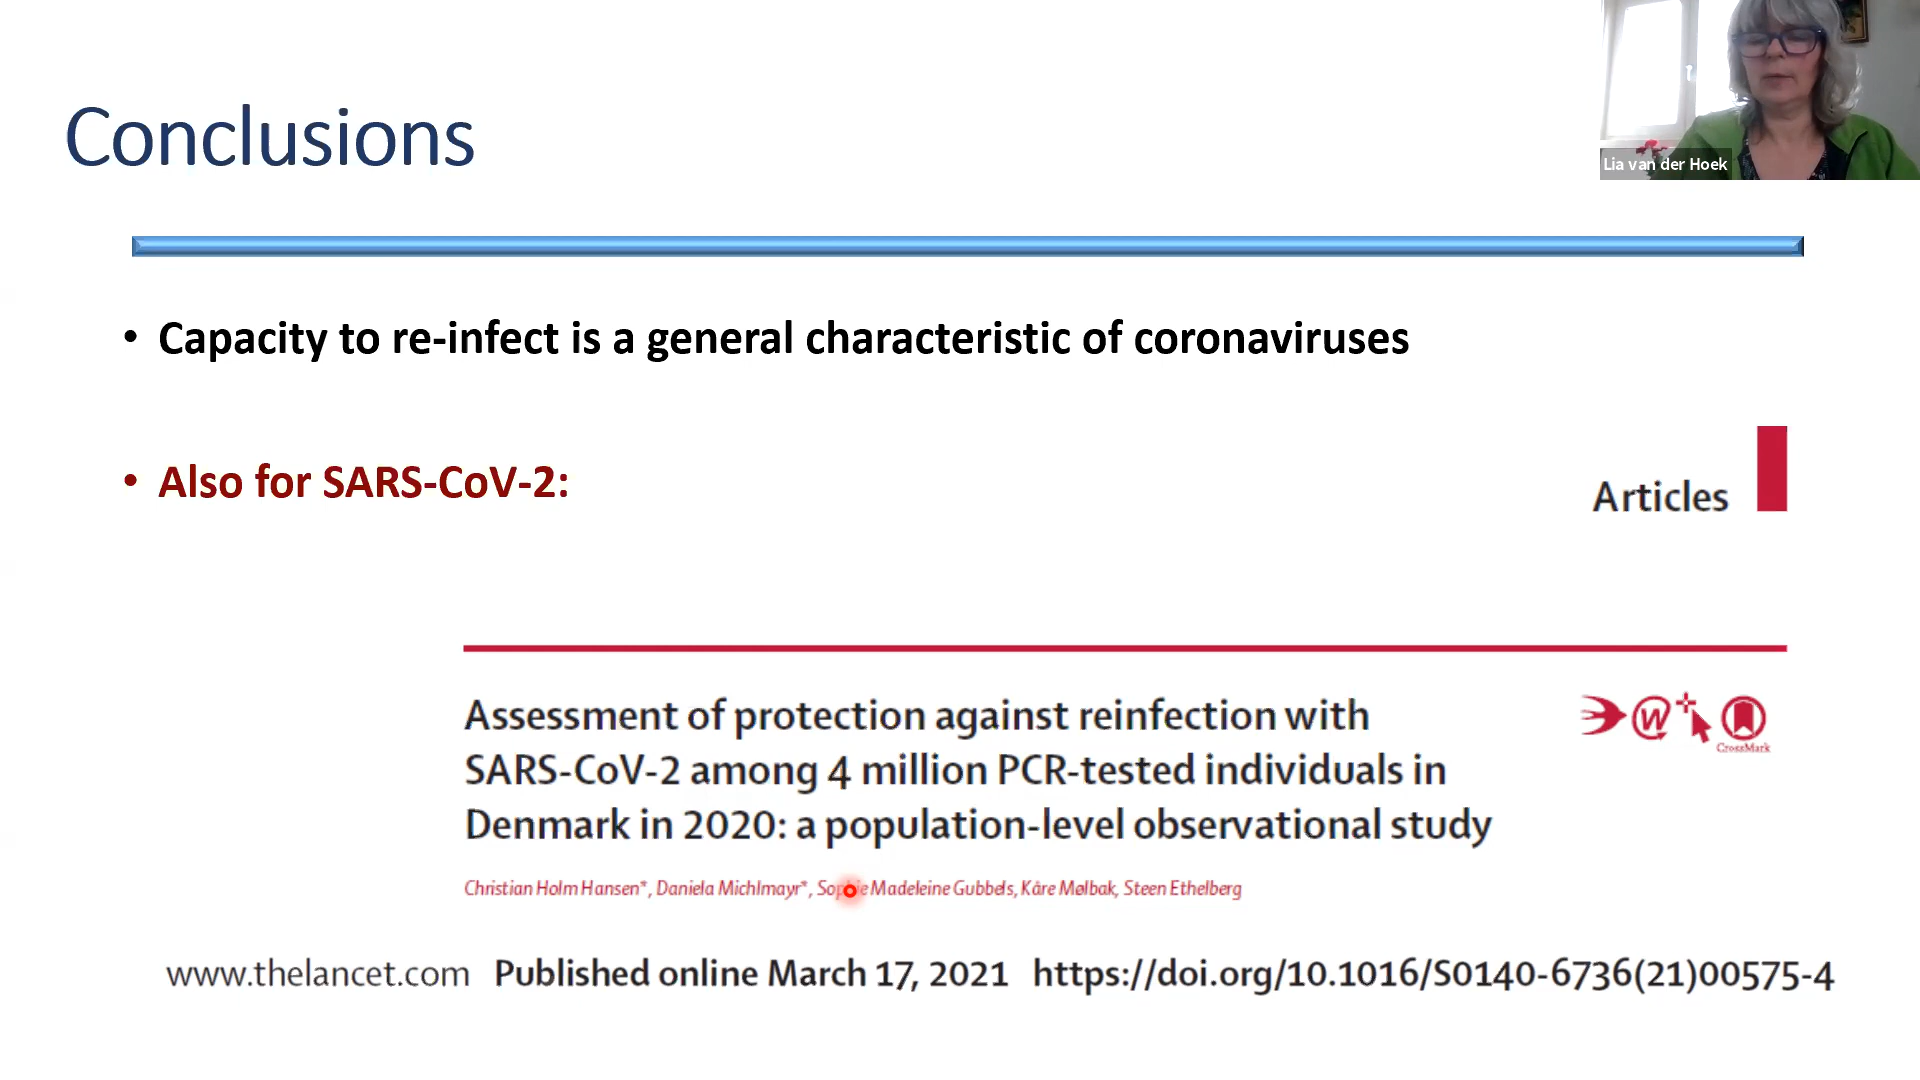 Conclusions
Lia van der Hoek
• Capacity to re-infect is a general characteristic of coronaviruses
• Also for SARS-CoV-2:
Articles
Assessment of protection against reinfection with
SARS-CoV-2 among 4 million PCR-tested individuals in
Denmark in 2020: a population-level observational study
CrossMark
Christian Holm Hansen*, Daniela Michlmayr*, Sophie Madeleine Gubbels, Kåre Mølbak, Steen Ethelberg
www.thelancet.com Published online March 17, 2021 https://doi.org/10.1016/S0140-6736(21)00575-4